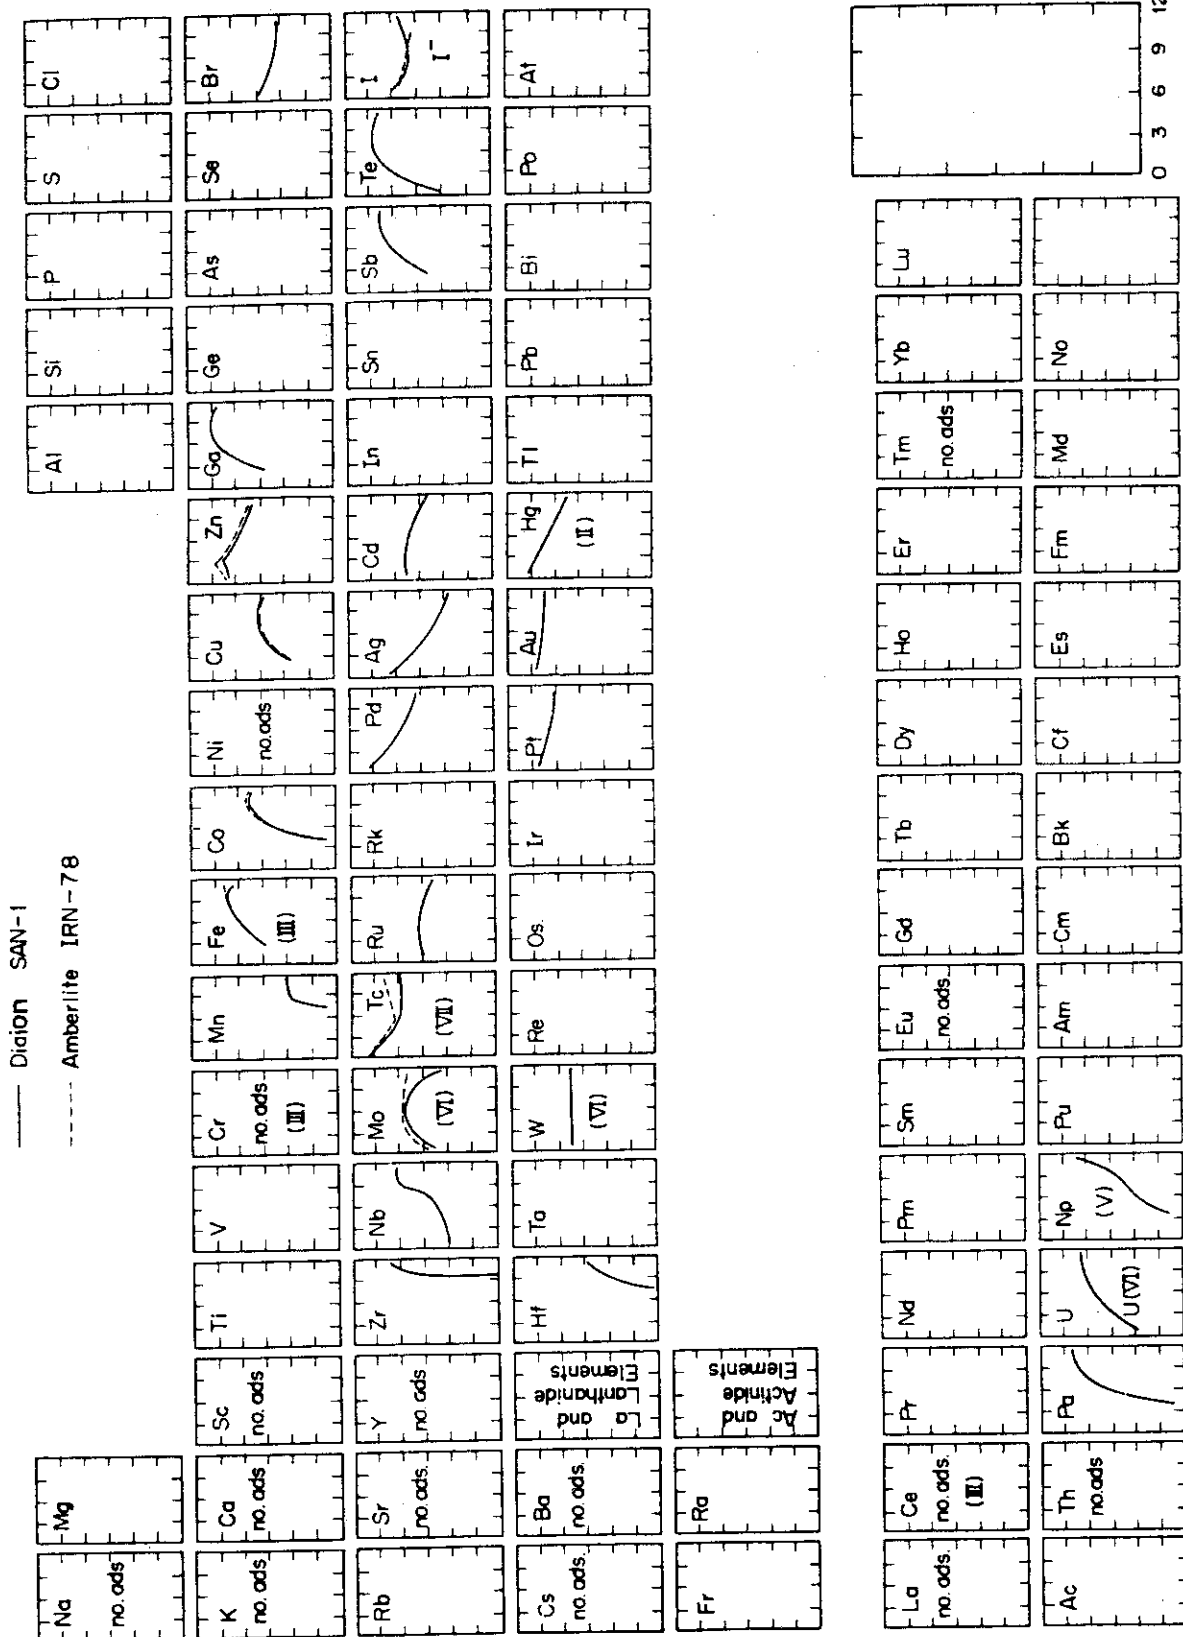 —— Diaion SAN-1
---- Amberlite IRN-78
Na
no. ads
Mg
Al
Si
P
S
Cl
K
no. ads
Ca
no. ads
Sc
no. ads
Ti
V
Cr
no. ads
(III)
Mn
Fe
(III)
Co
Ni
no. ads
Cu
Zn
Ga
Ge
As
Se
Br
Rb
Sr
no. ads.
Y
no. ads
Zr
Nb
Mo
(VI)
Tc
(VII)
Ru
Rk
Pd
Ag
Cd
In
Sn
Sb
Te
I
I⁻
Cs
no. ads.
Ba
no. ads.
La and
Lanthanide
Elements
Hf
Ta
W
(VI)
Re
Os.
Ir
Pt
Au
Hg
(II)
Tl
Pb
Bi
Po
At
Fr
Ra
Ac and
Actinide
Elements
La
no. ads.
Ce
no. ads.
(III)
Pr
Nd
Pm
Sm
Eu
no. ads.
Gd
Tb
Dy
Ho
Er
Tm
no. ads
Yb
Lu
Ac
Th
no. ads
Pa
U
U(VI)
Np
(V)
Pu
Am
Cm
Bk
Cf
Es
Fm
Md
No
0 3 6 9 12